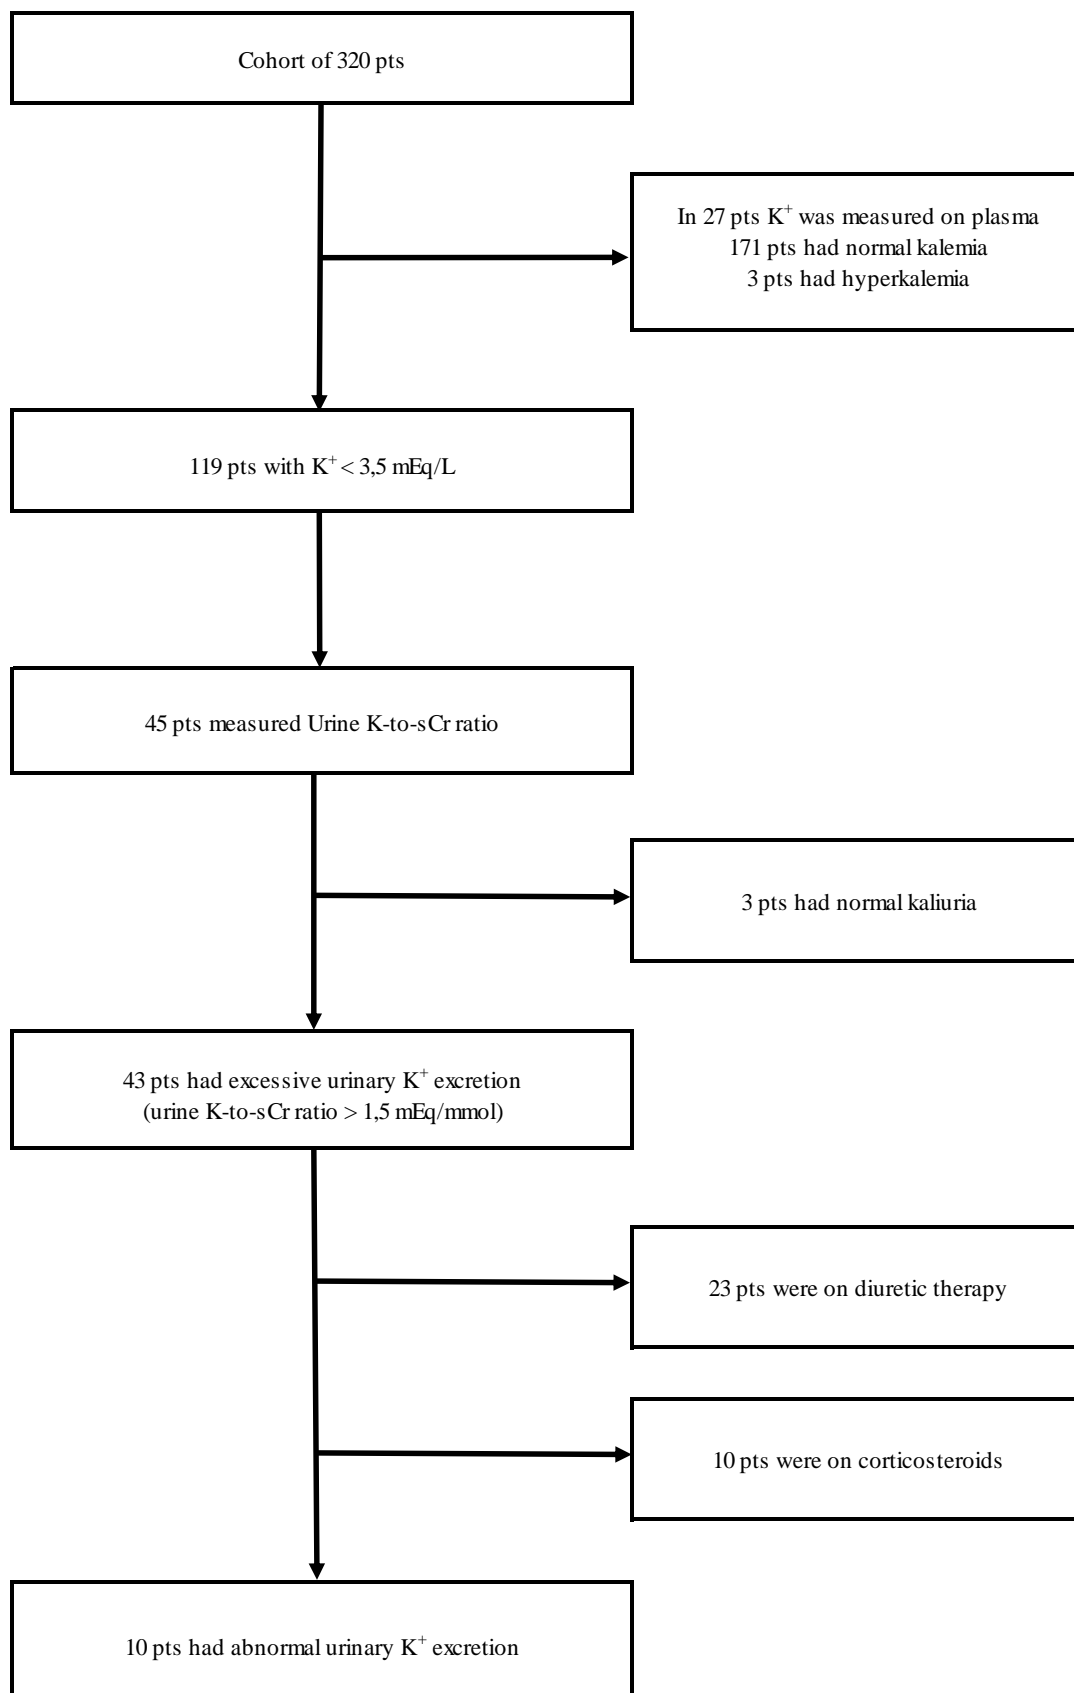 Cohort of 320 pts
In 27 pts K⁺ was measured on plasma
171 pts had normal kalemia
3 pts had hyperkalemia
119 pts with K⁺ < 3,5 mEq/L
45 pts measured Urine K-to-sCr ratio
3 pts had normal kaliuria
43 pts had excessive urinary K⁺ excretion
(urine K-to-sCr ratio > 1,5 mEq/mmol)
23 pts were on diuretic therapy
10 pts were on corticosteroids
10 pts had abnormal urinary K⁺ excretion